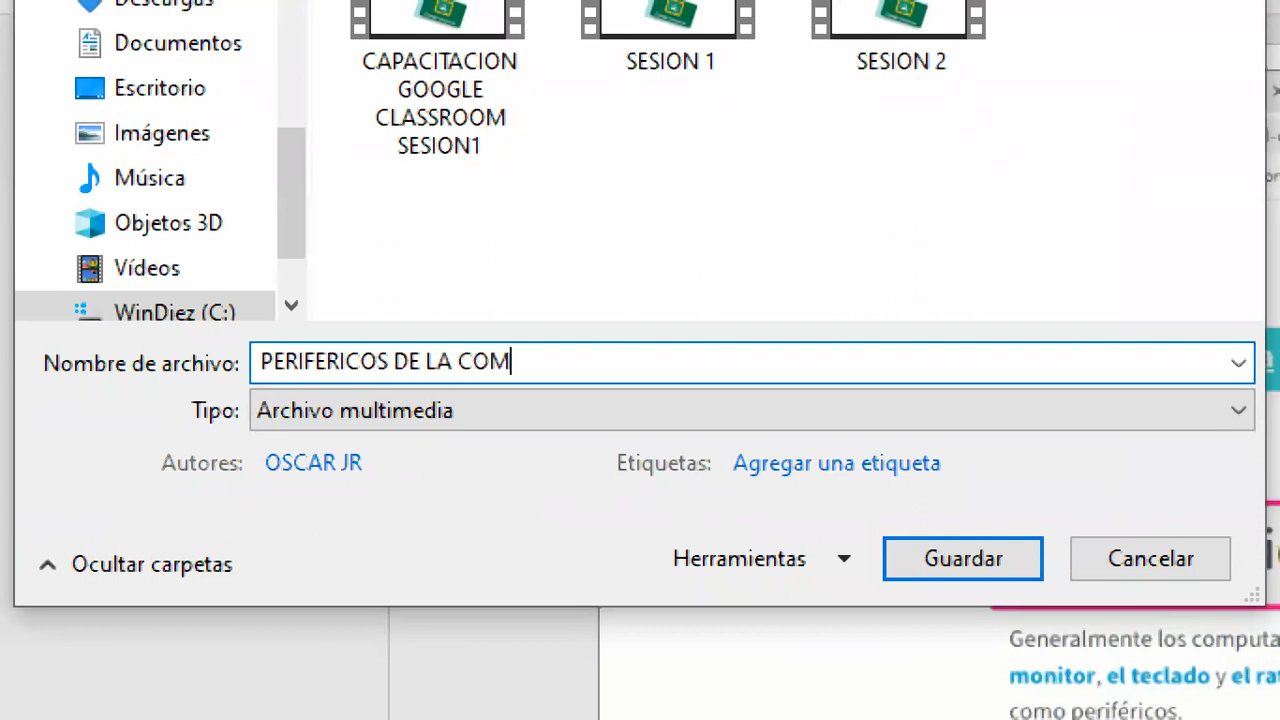 Descargas
Documentos
Escritorio
Imágenes
Música
Objetos 3D
Vídeos
WinDiez (C:)
CAPACITACION
GOOGLE
CLASSROOM
SESION1
SESION 1
SESION 2
Nombre de archivo: PERIFERICOS DE LA COM
Tipo: Archivo multimedia
Autores: OSCAR JR Etiquetas: Agregar una etiqueta
Ocultar carpetas Herramientas Guardar Cancelar
Generalmente los computa
monitor, el teclado y el ra
como periféricos.